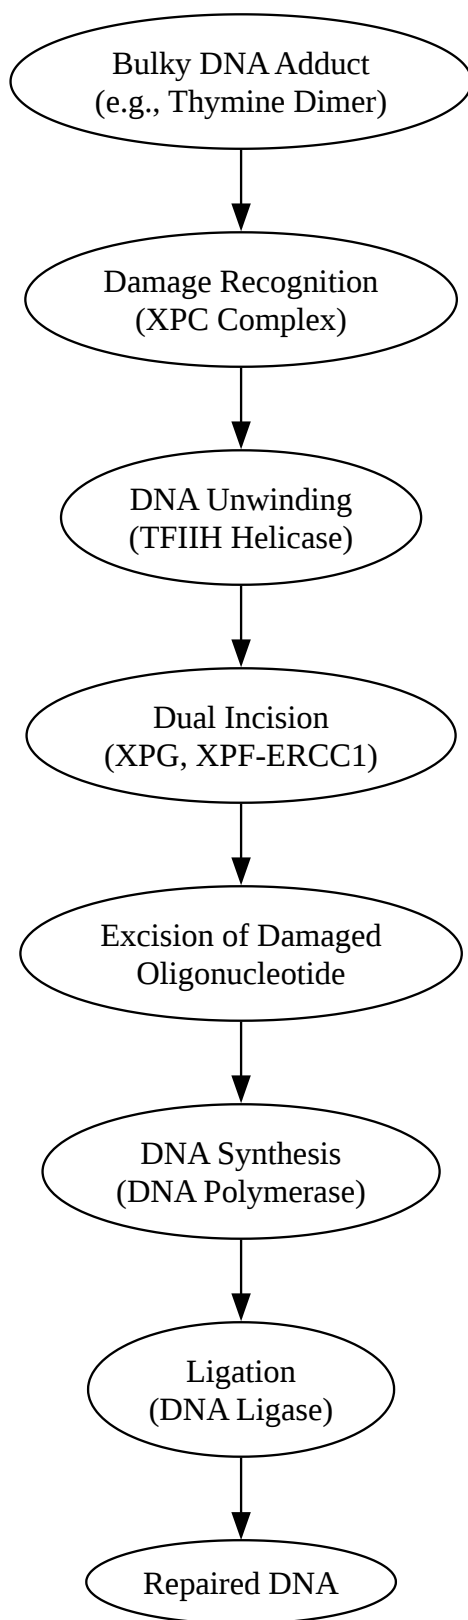 Bulky DNA Adduct
(e.g., Thymine Dimer)
Damage Recognition
(XPC Complex)
DNA Unwinding
(TFIIH Helicase)
Dual Incision
(XPG, XPF-ERCC1)
Excision of Damaged
Oligonucleotide
DNA Synthesis
(DNA Polymerase)
Ligation
(DNA Ligase)
Repaired DNA